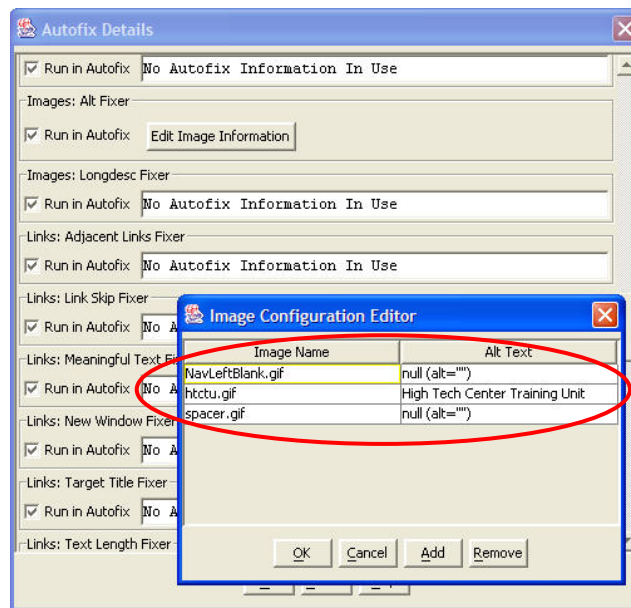 Autofix Details
Run in Autofix No Autofix Information In Use
Images: Alt Fixer
Run in Autofix Edit Image Information
Images: Longdesc Fixer
Run in Autofix No Autofix Information In Use
Links: Adjacent Links Fixer
Run in Autofix No Autofix Information In Use
Links: Link Skip Fixer
Run in Autofix No A
Links: Meaningful Text Fi
Run in Autofix No A
Links: New Window Fixer
Run in Autofix No A
Links: Target Title Fixer
Run in Autofix No A
Links: Text Length Fixer
Image Configuration Editor
Image Name Alt Text
NavLeftBlank.gif null (alt="")
htctu.gif High Tech Center Training Unit
spacer.gif null (alt="")
OK Cancel Add Remove